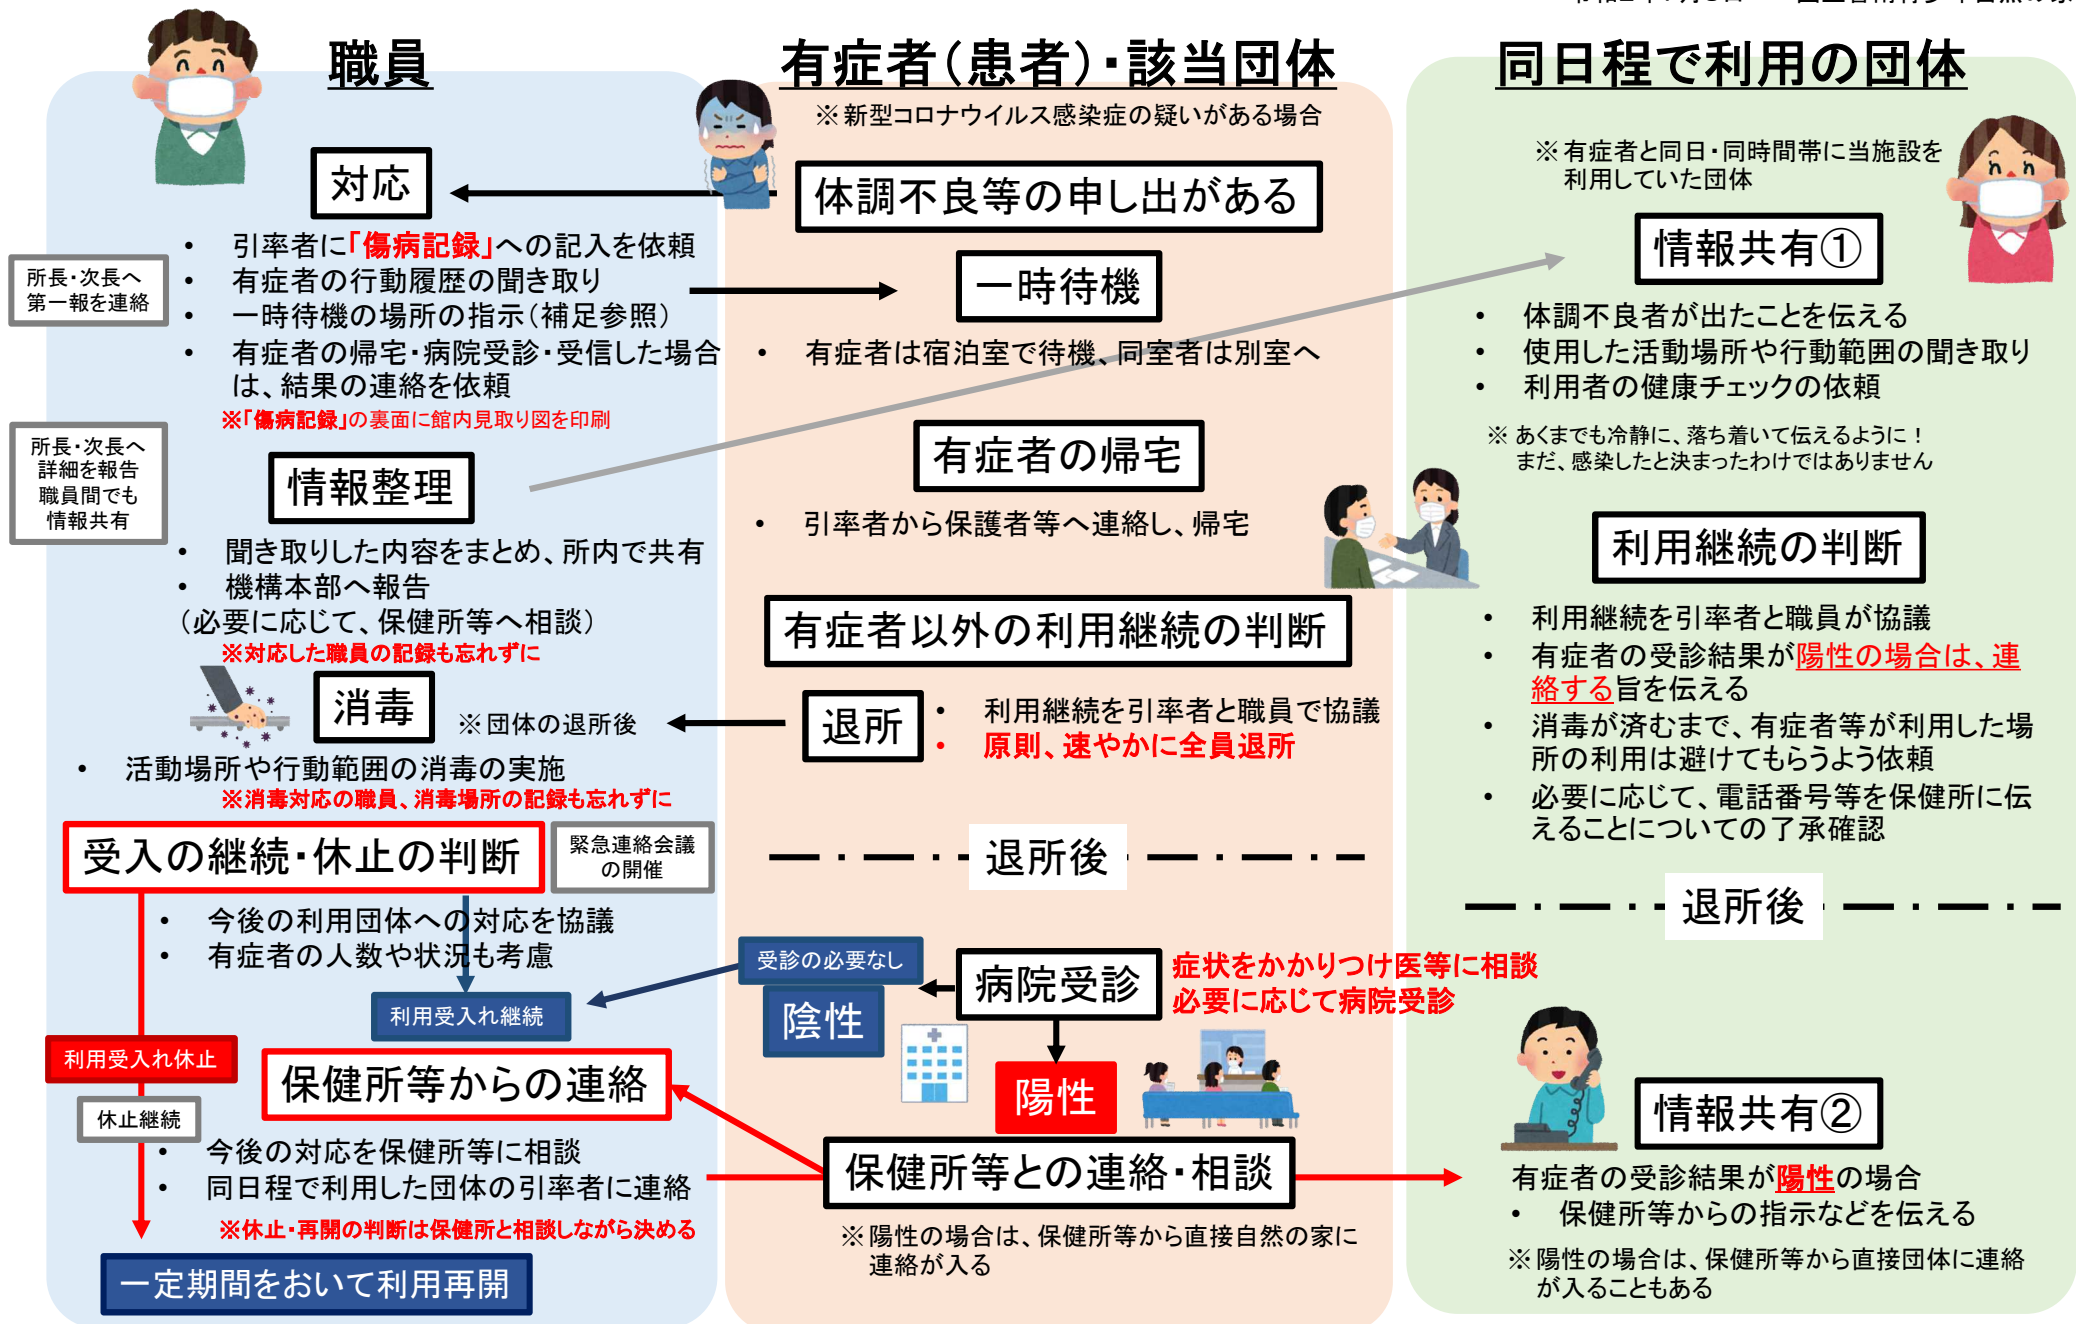 職員
対応
所長・次長へ
第一報を連絡
• 引率者に「傷病記録」への記入を依頼
• 有症者の行動履歴の聞き取り
• 一時待機の場所の指示（補足参照）
• 有症者の帰宅・病院受診・受信した場合
は、結果の連絡を依頼
※「傷病記録」の裏面に館内見取り図を印刷
所長・次長へ
詳細を報告
職員間でも
情報共有
情報整理
• 聞き取りした内容をまとめ、所内で共有
• 機構本部へ報告
（必要に応じて、保健所等へ相談）
※対応した職員の記録も忘れずに
消毒
※団体の退所後
• 活動場所や行動範囲の消毒の実施
※消毒対応の職員、消毒場所の記録も忘れずに
受入の継続・休止の判断
緊急連絡会議
の開催
• 今後の利用団体への対応を協議
• 有症者の人数や状況も考慮
利用受入れ継続
利用受入れ休止
保健所等からの連絡
休止継続
• 今後の対応を保健所等に相談
• 同日程で利用した団体の引率者に連絡
※休止・再開の判断は保健所と相談しながら決める
一定期間をおいて利用再開
有症者（患者）・該当団体
※新型コロナウイルス感染症の疑いがある場合
体調不良等の申し出がある
一時待機
• 有症者は宿泊室で待機、同室者は別室へ
有症者の帰宅
• 引率者から保護者等へ連絡し、帰宅
有症者以外の利用継続の判断
退所
• 利用継続を引率者と職員で協議
• 原則、速やかに全員退所
退所後
受診の必要なし
陰性
病院受診
症状をかかりつけ医等に相談
必要に応じて病院受診
陽性
保健所等との連絡・相談
※陽性の場合は、保健所等から直接自然の家に
連絡が入る
同日程で利用の団体
※有症者と同日・同時間帯に当施設を
利用していた団体
情報共有①
• 体調不良者が出たことを伝える
• 使用した活動場所や行動範囲の聞き取り
• 利用者の健康チェックの依頼
※ あくまでも冷静に、落ち着いて伝えるように！
まだ、感染したと決まったわけではありません
利用継続の判断
• 利用継続を引率者と職員が協議
• 有症者の受診結果が陽性の場合は、連
絡する旨を伝える
• 消毒が済むまで、有症者等が利用した場
所の利用は避けてもらうよう依頼
• 必要に応じて、電話番号等を保健所に伝
えることについての了承確認
退所後
情報共有②
有症者の受診結果が陽性の場合
• 保健所等からの指示などを伝える
※陽性の場合は、保健所等から直接団体に連絡
が入ることもある